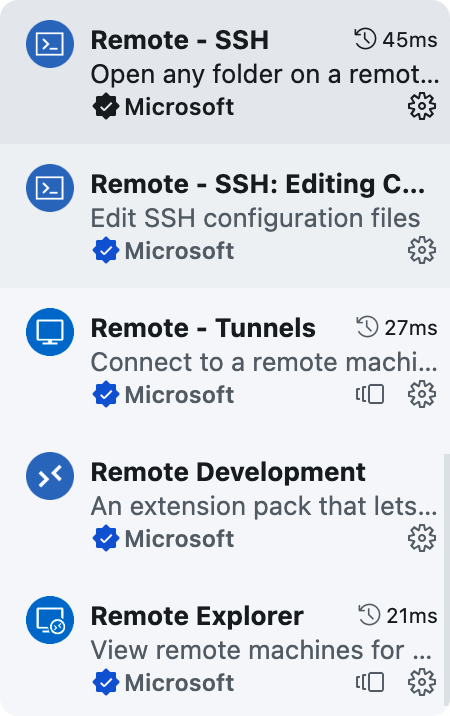 Remote - SSH 45ms
Open any folder on a remot...
Microsoft
Remote - SSH: Editing C...
Edit SSH configuration files
Microsoft
Remote - Tunnels 27ms
Connect to a remote machi...
Microsoft
Remote Development
An extension pack that lets...
Microsoft
Remote Explorer 21ms
View remote machines for ...
Microsoft